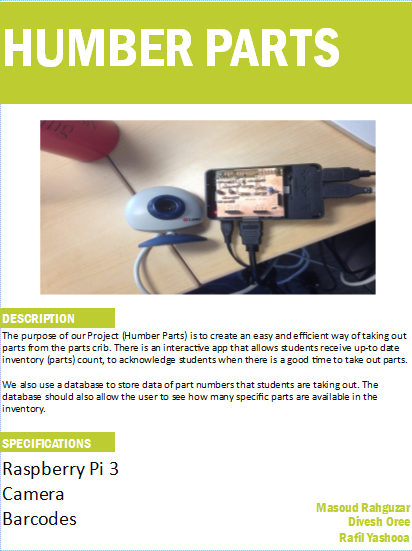 HUMBER PARTS
DESCRIPTION
The purpose of our Project (Humber Parts) is to create an easy and efficient way of taking out
parts from the parts crib. There is an interactive app that allows students receive up-to date
inventory (parts) count, to acknowledge students when there is a good time to take out parts.
We also use a database to store data of part numbers that students are taking out. The
database should also allow the user to see how many specific parts are available in the
inventory.
SPECIFICATIONS
Raspberry Pi 3
Camera
Barcodes
Masoud Rahguzar
Divesh Oree
Rafil Yashooa